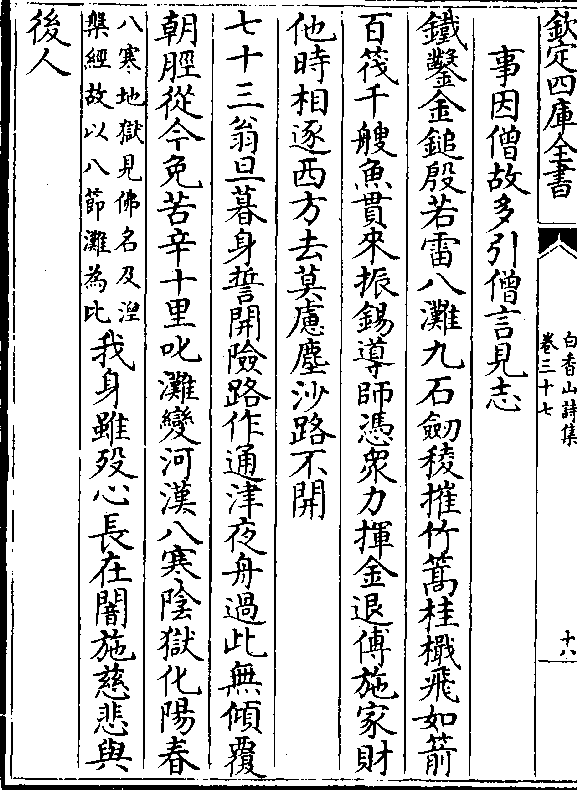 欽定四庫全書
白香山詩集
卷三十七
十八
事因僧故多引僧言見志
鐵鑿金鎚殷若雷八灘九石劒稜摧竹篙桂檝飛如箭
百筏千艘魚貫來振錫導師憑衆力揮金退傅施家財
他時相逐西方去莫慮塵沙路不開
七十三翁旦暮身誓開險路作通津夜舟過此無傾覆
朝脛從今免苦辛十里叱灘變河漢八寒陰獄化陽春
八寒地獄見佛名及涅
槃經故以八節灘為比
我身雖歿心長在闇施慈悲與
後人